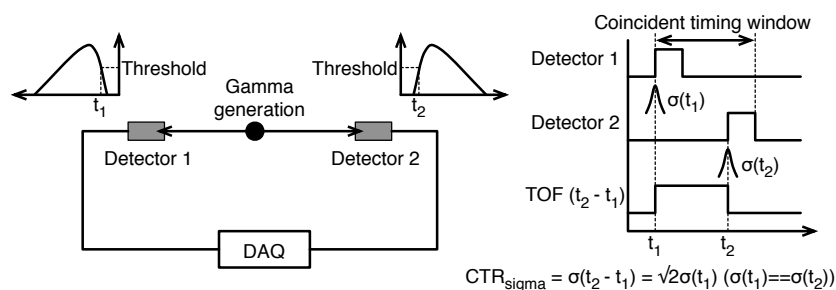 Threshold
t1
Gamma
generation
Threshold
t2
Detector 1
Detector 2
DAQ
Coincident timing window
Detector 1
σ(t1)
Detector 2
σ(t2)
TOF (t2 - t1)
t1
t2
CTRsigma = σ(t2 - t1) = √2σ(t1) (σ(t1)==σ(t2))